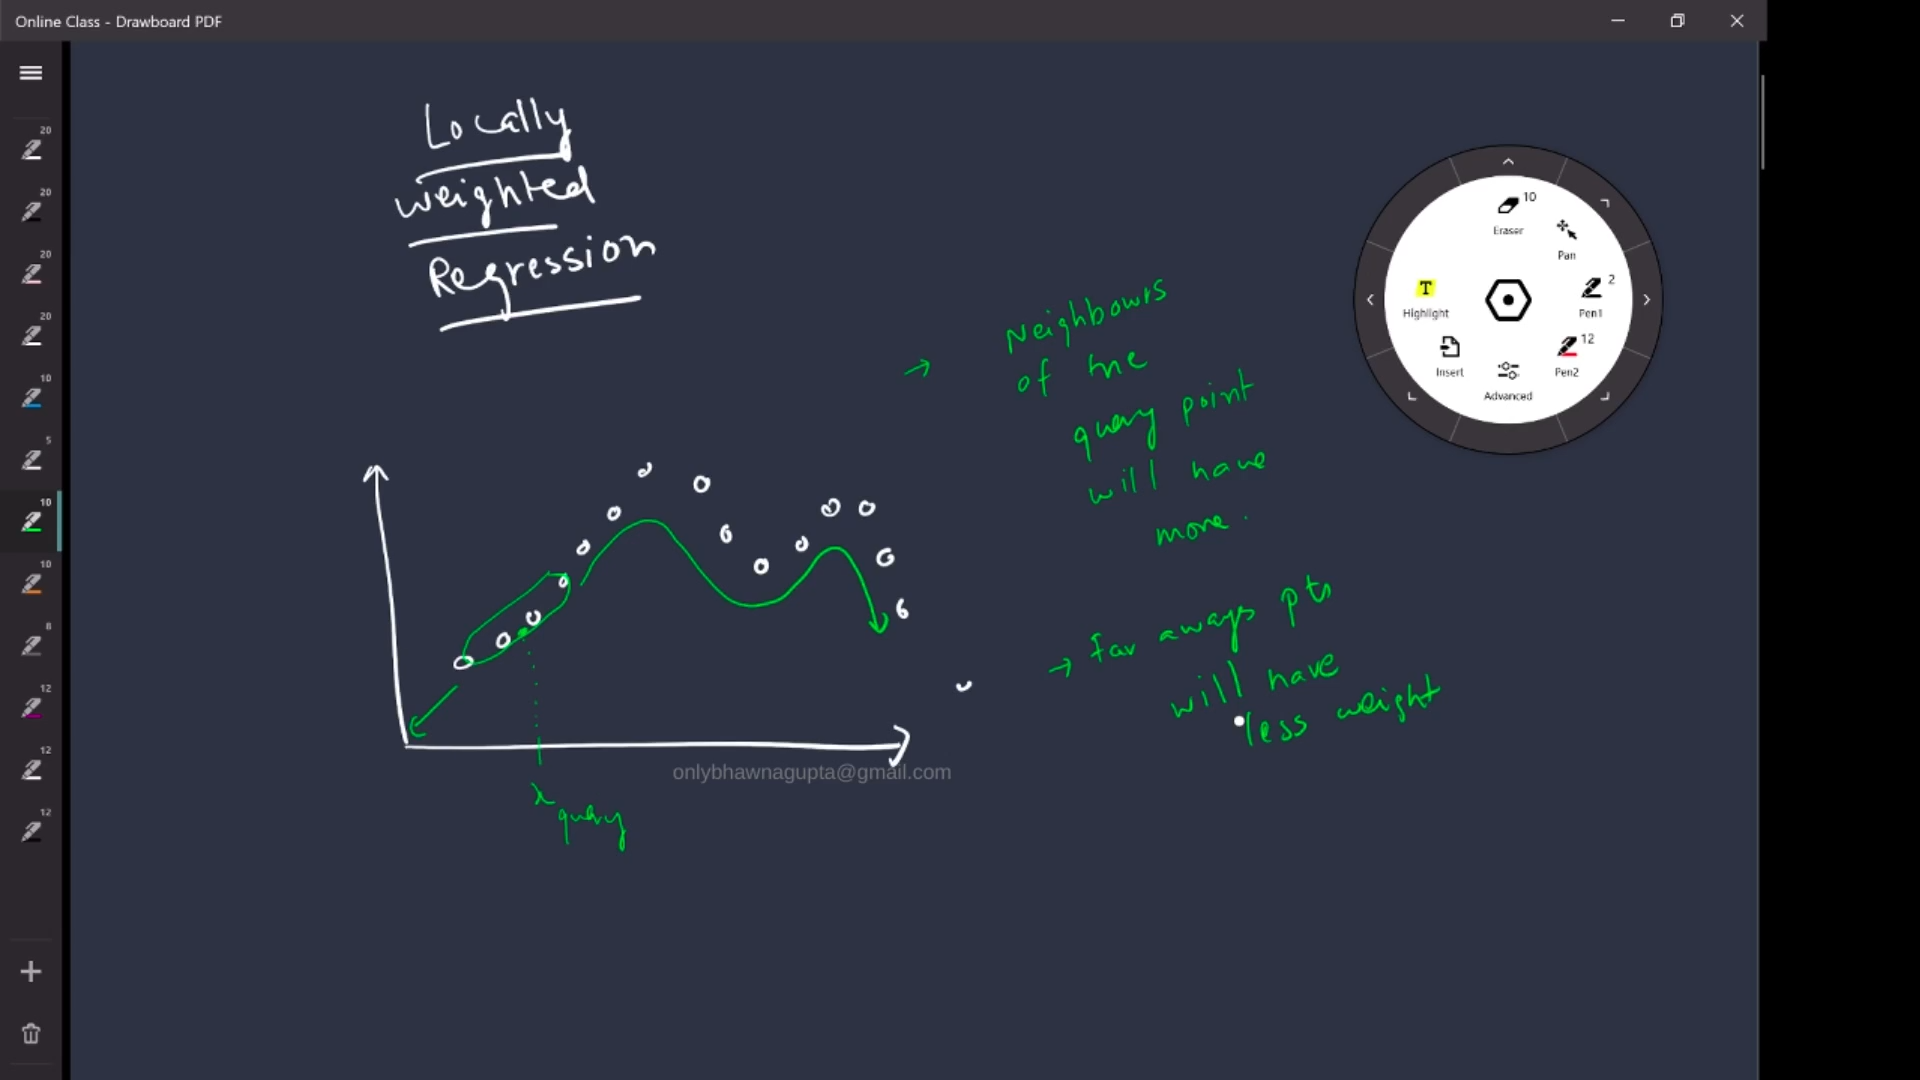 Online Class - Drawboard PDF
20
20
20
20
10
5
10
10
8
12
12
12
Locally
weighted
Regression
10
Eraser
Pan
T
Highlight
2
Pen1
Insert
12
Pen2
Advanced
→ Neighbours
of the
query point
will have
more.
→ Far aways pts
will have
less weight
x query
onlybhawnagupta@gmail.com